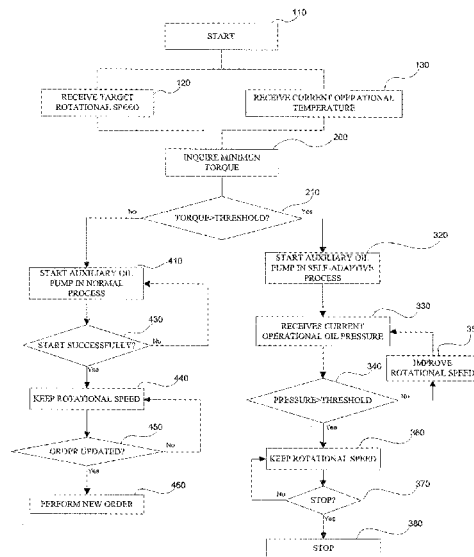 110
START
120
RECEIVE TARGET
ROTATIONAL SPEED
130
RECEIVE CURRENT OPERATIONAL
TEMPERATURE
200
INQUIRE MINIMUN
TORQUE
210
TORQUE>THRESHOLD?
No
Yes
410
START AUXILIARY OIL
PUMP IN NORMAL
PROCESS
430
START SUCCESSFULLY?
No
Yes
440
KEEP ROTATIONAL SPEED
450
ORDER UPDATED?
No
Yes
460
PERFORM NEW ORDER
320
START AUXILIARY OIL
PUMP IN SELF-ADAPTIVE
PROCESS
330
RECEIVES CURRENT
OPERATIONAL OIL PRESSURE
IMPROVE
ROTATIONAL SPEED
340
PRESSURE>THRESHOLD
No
Yes
360
KEEP ROTATIONAL SPEED
370
STOP?
No
Yes
380
STOP